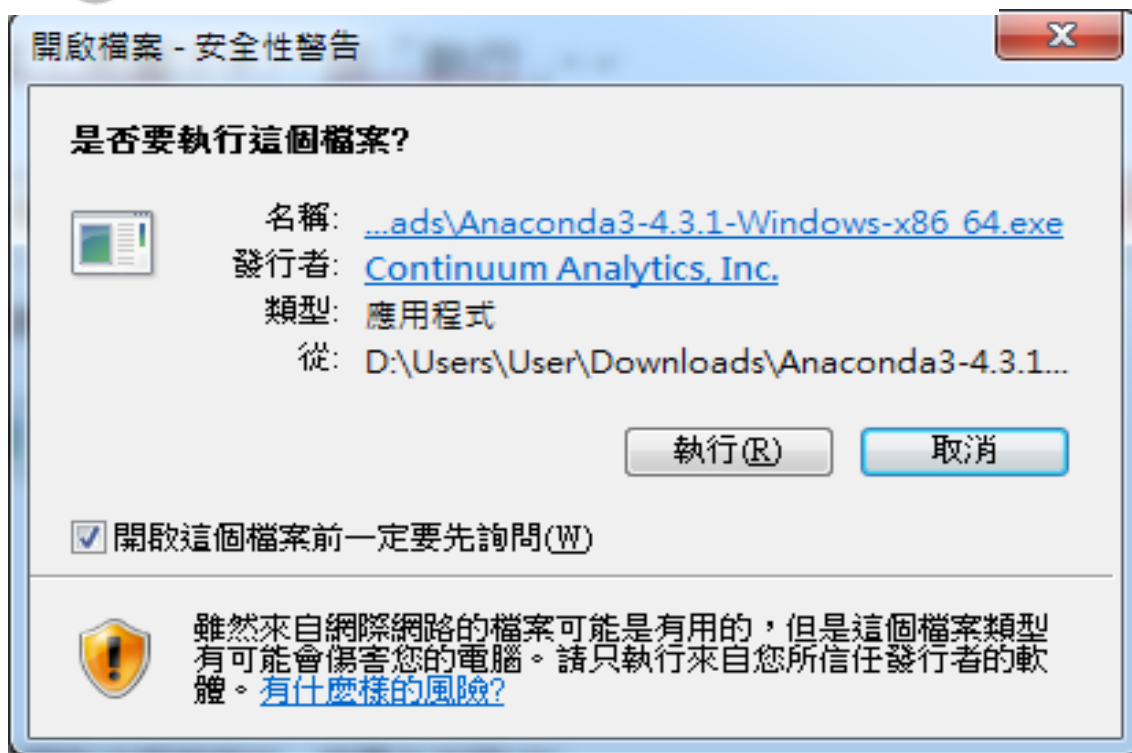 開啟檔案 - 安全性警告
是否要執行這個檔案?
名稱: ...ads\Anaconda3-4.3.1-Windows-x86_64.exe
發行者: Continuum Analytics, Inc.
類型: 應用程式
從: D:\Users\User\Downloads\Anaconda3-4.3.1...
執行(R) 取消
開啟這個檔案前一定要先詢問(W)
雖然來自網際網路的檔案可能是有用的，但是這個檔案類型
有可能會傷害您的電腦。請只執行來自您所信任發行者的軟
體。有什麼樣的風險?